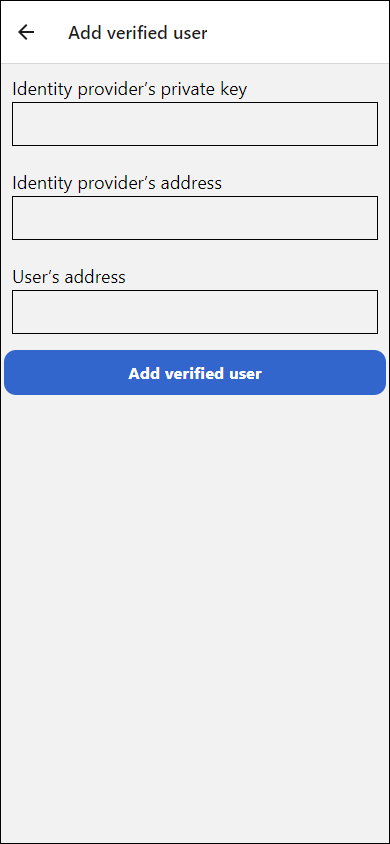 Add verified user
Identity provider's private key
Identity provider's address
User's address
Add verified user